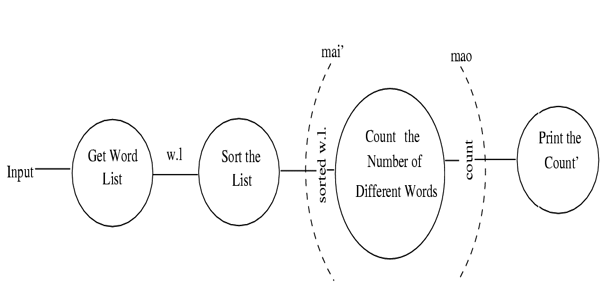 mai’
mao
Input
Get Word
List
w.l
Sort the
List
sorted w.l.
Count the
Number of
Different Words
count
Print the
Count’